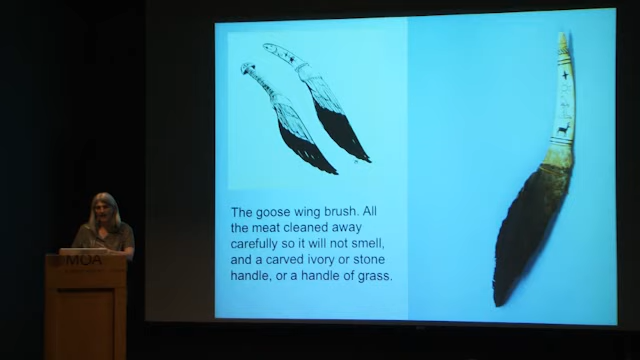 The goose wing brush. All
the meat cleaned away
carefully so it will not smell,
and a carved ivory or stone
handle, or a handle of grass.
MOA